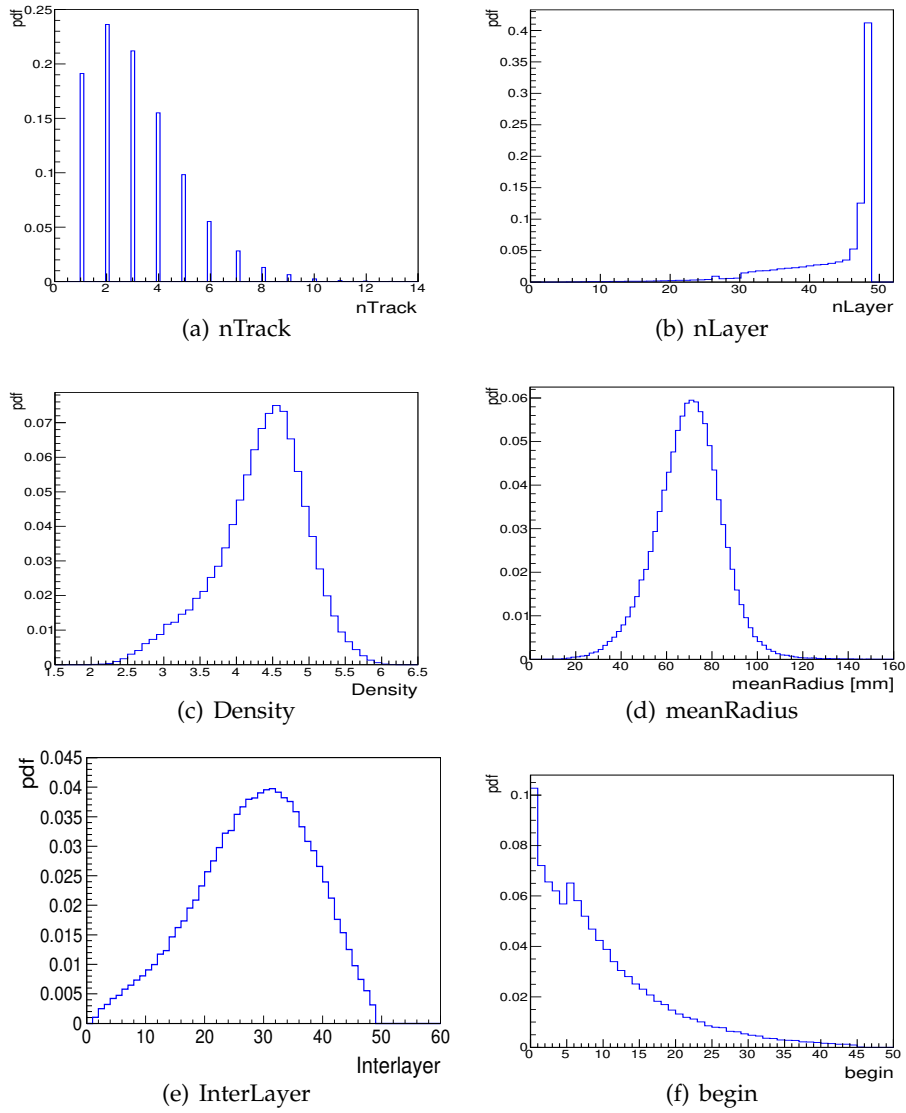 pdf
0.25
0.2
0.15
0.1
0.05
0
0 2 4 6 8 10 12 14
nTrack
(a) nTrack
pdf
0.4
0.35
0.3
0.25
0.2
0.15
0.1
0.05
0
0 10 20 30 40 50
nLayer
(b) nLayer
pdf
0.07
0.06
0.05
0.04
0.03
0.02
0.01
0
1.5 2 2.5 3 3.5 4 4.5 5 5.5 6 6.5
Density
(c) Density
pdf
0.06
0.05
0.04
0.03
0.02
0.01
0
0 20 40 60 80 100 120 140 160
meanRadius [mm]
(d) meanRadius
pdf
0.045
0.04
0.035
0.03
0.025
0.02
0.015
0.01
0.005
0
0 10 20 30 40 50 60
Interlayer
(e) InterLayer
pdf
0.1
0.08
0.06
0.04
0.02
0
0 5 10 15 20 25 30 35 40 45 50
begin
(f) begin